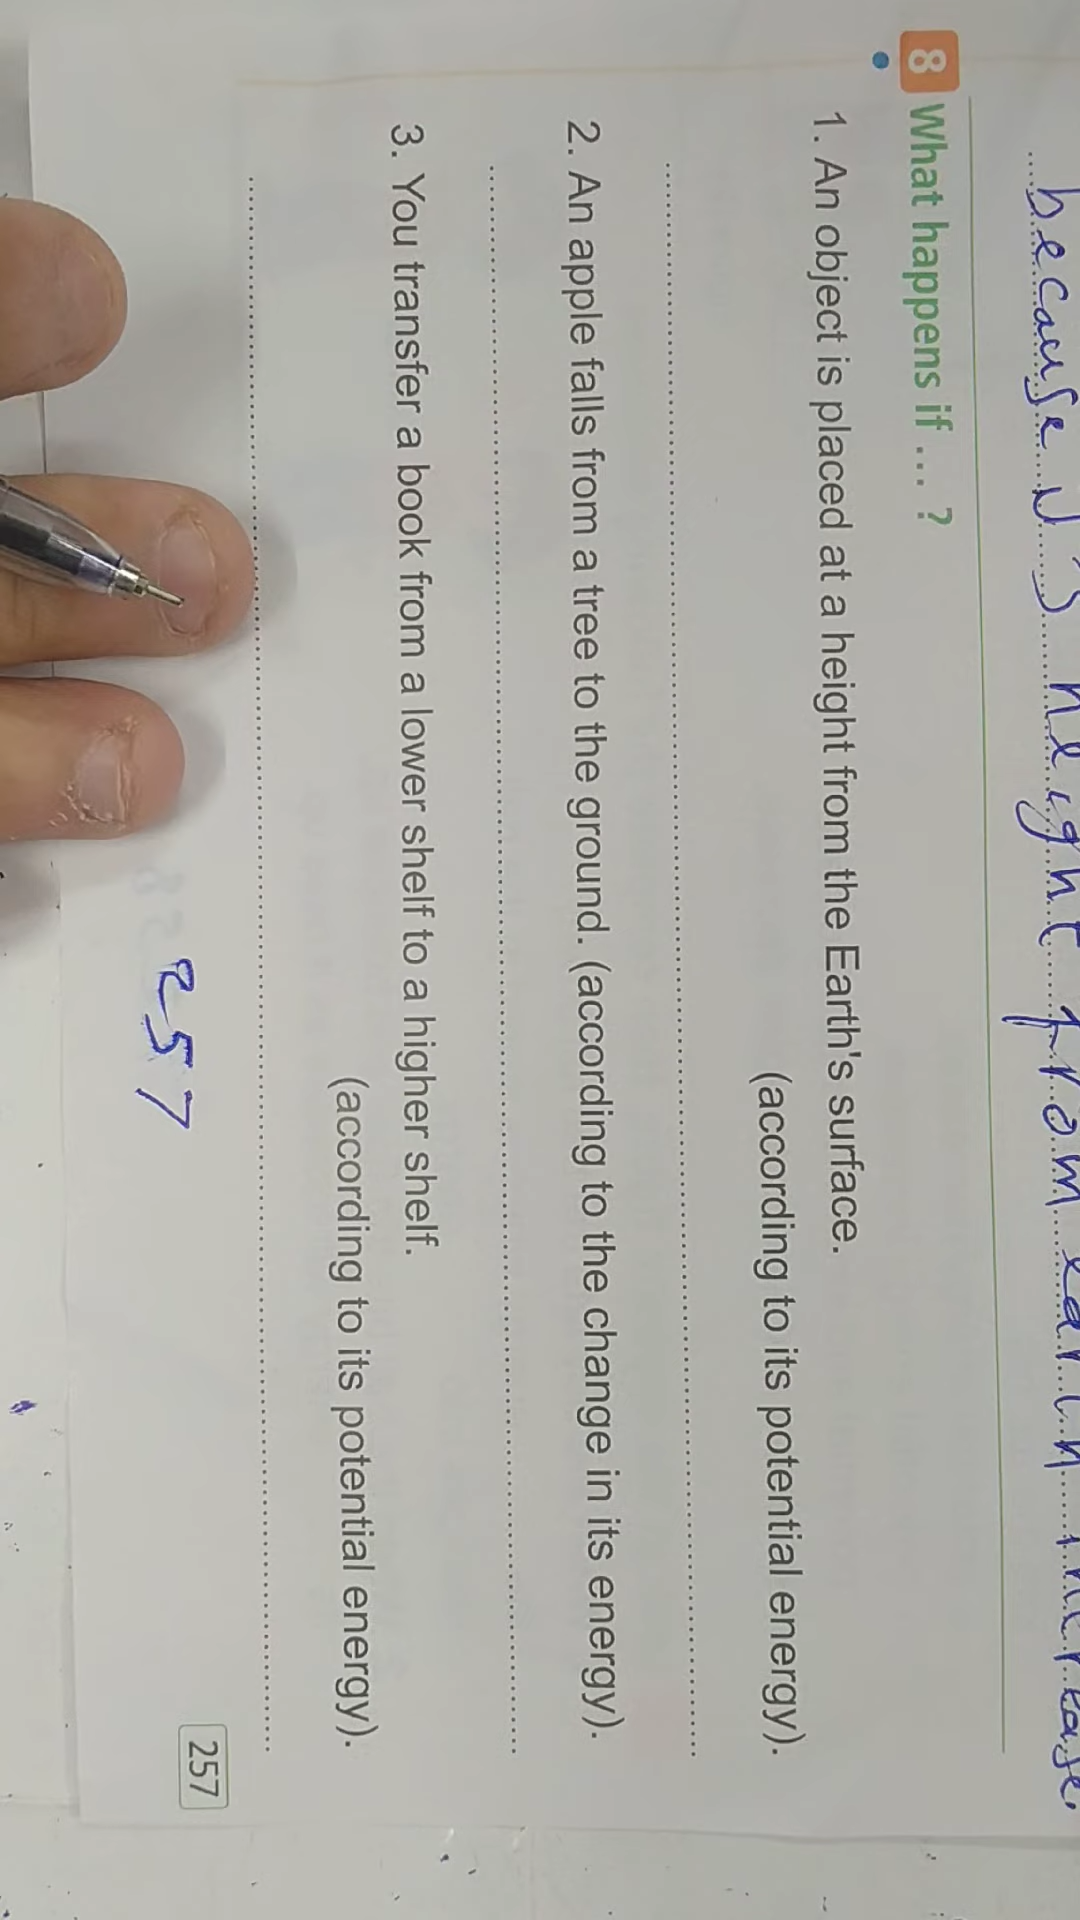 because it's height from earth increase.
8 What happens if ... ?
1. An object is placed at a height from the Earth's surface.
(according to its potential energy).
2. An apple falls from a tree to the ground. (according to the change in its energy).
3. You transfer a book from a lower shelf to a higher shelf.
(according to its potential energy).
257
257